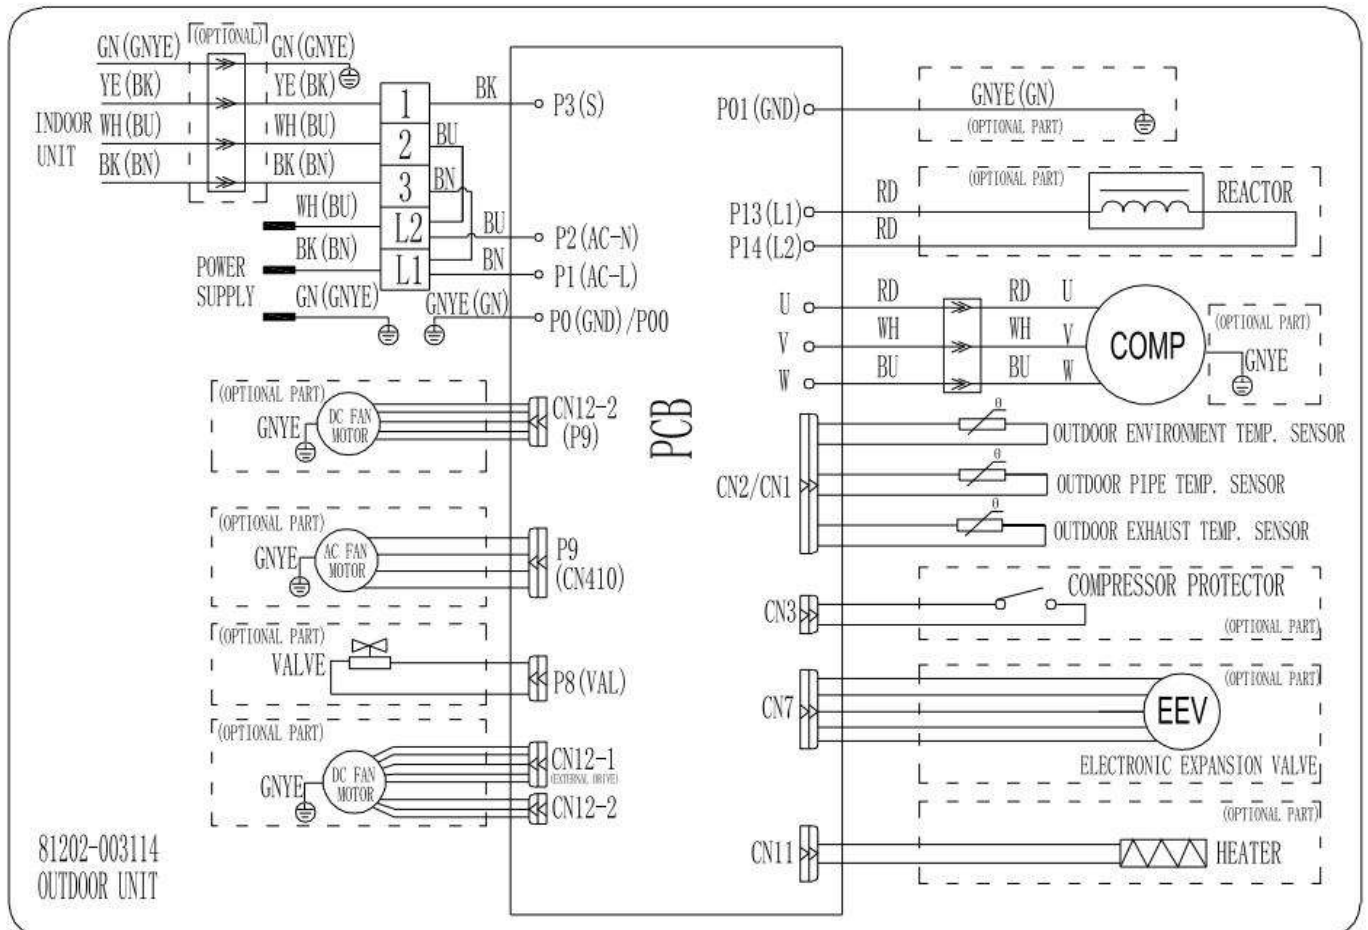 GN(GNYE)
(OPTIONAL)
GN(GNYE)
YE(BK)
YE(BK)
INDOOR
UNIT
WH(BU)
WH(BU)
BK(BN)
BK(BN)
1
2
3
L2
L1
BK
BU
BN
BU
BN
P3(S)
P2(AC-N)
P1(AC-L)
P0(GND)/P00
WH(BU)
BK(BN)
POWER
SUPPLY
GN(GNYE)
GNYE(GN)
(OPTIONAL PART)
GNYE
DC FAN
MOTOR
CN12-2
(P9)
(OPTIONAL PART)
GNYE
AC FAN
MOTOR
P9
(CN410)
(OPTIONAL PART)
VALVE
P8(VAL)
(OPTIONAL PART)
GNYE
DC FAN
MOTOR
CN12-1
(EXTERNAL DRIVE)
CN12-2
81202-003114
OUTDOOR UNIT
PCB
P01(GND)
GNYE(GN)
(OPTIONAL PART)
(OPTIONAL PART)
P13(L1)
RD
REACTOR
P14(L2)
RD
U
RD
RD
U
V
WH
WH
V
W
BU
BU
W
COMP
(OPTIONAL PART)
GNYE
CN2/CN1
θ
OUTDOOR ENVIRONMENT TEMP. SENSOR
θ
OUTDOOR PIPE TEMP. SENSOR
θ
OUTDOOR EXHAUST TEMP. SENSOR
CN3
COMPRESSOR PROTECTOR
(OPTIONAL PART)
CN7
(OPTIONAL PART)
EEV
ELECTRONIC EXPANSION VALVE
(OPTIONAL PART)
CN11
HEATER